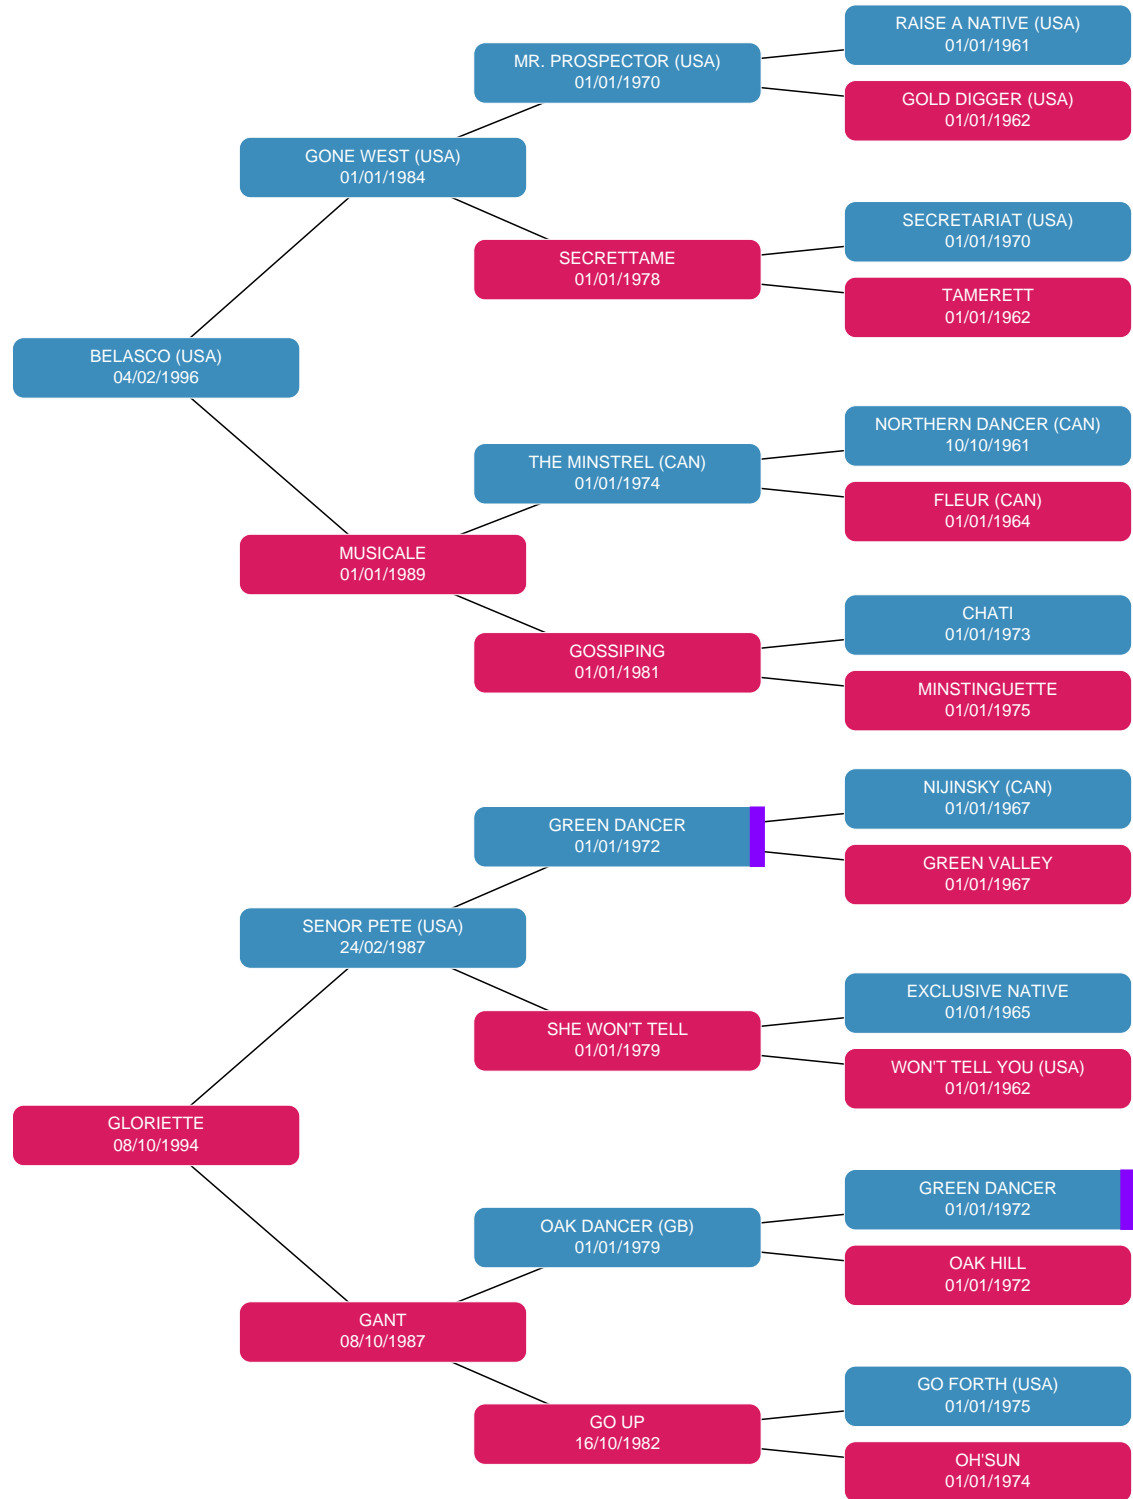 RAISE A NATIVE (USA)
01/01/1961
MR. PROSPECTOR (USA)
01/01/1970
GOLD DIGGER (USA)
01/01/1962
GONE WEST (USA)
01/01/1984
SECRETARIAT (USA)
01/01/1970
SECRETTAME
01/01/1978
TAMERETT
01/01/1962
BELASCO (USA)
04/02/1996
NORTHERN DANCER (CAN)
10/10/1961
THE MINSTREL (CAN)
01/01/1974
FLEUR (CAN)
01/01/1964
MUSICALE
01/01/1989
CHATI
01/01/1973
GOSSIPING
01/01/1981
MINSTINGUETTE
01/01/1975
NIJINSKY (CAN)
01/01/1967
GREEN DANCER
01/01/1972
GREEN VALLEY
01/01/1967
SENOR PETE (USA)
24/02/1987
EXCLUSIVE NATIVE
01/01/1965
SHE WON'T TELL
01/01/1979
WON'T TELL YOU (USA)
01/01/1962
GLORIETTE
08/10/1994
GREEN DANCER
01/01/1972
OAK DANCER (GB)
01/01/1979
OAK HILL
01/01/1972
GANT
08/10/1987
GO FORTH (USA)
01/01/1975
GO UP
16/10/1982
OH'SUN
01/01/1974